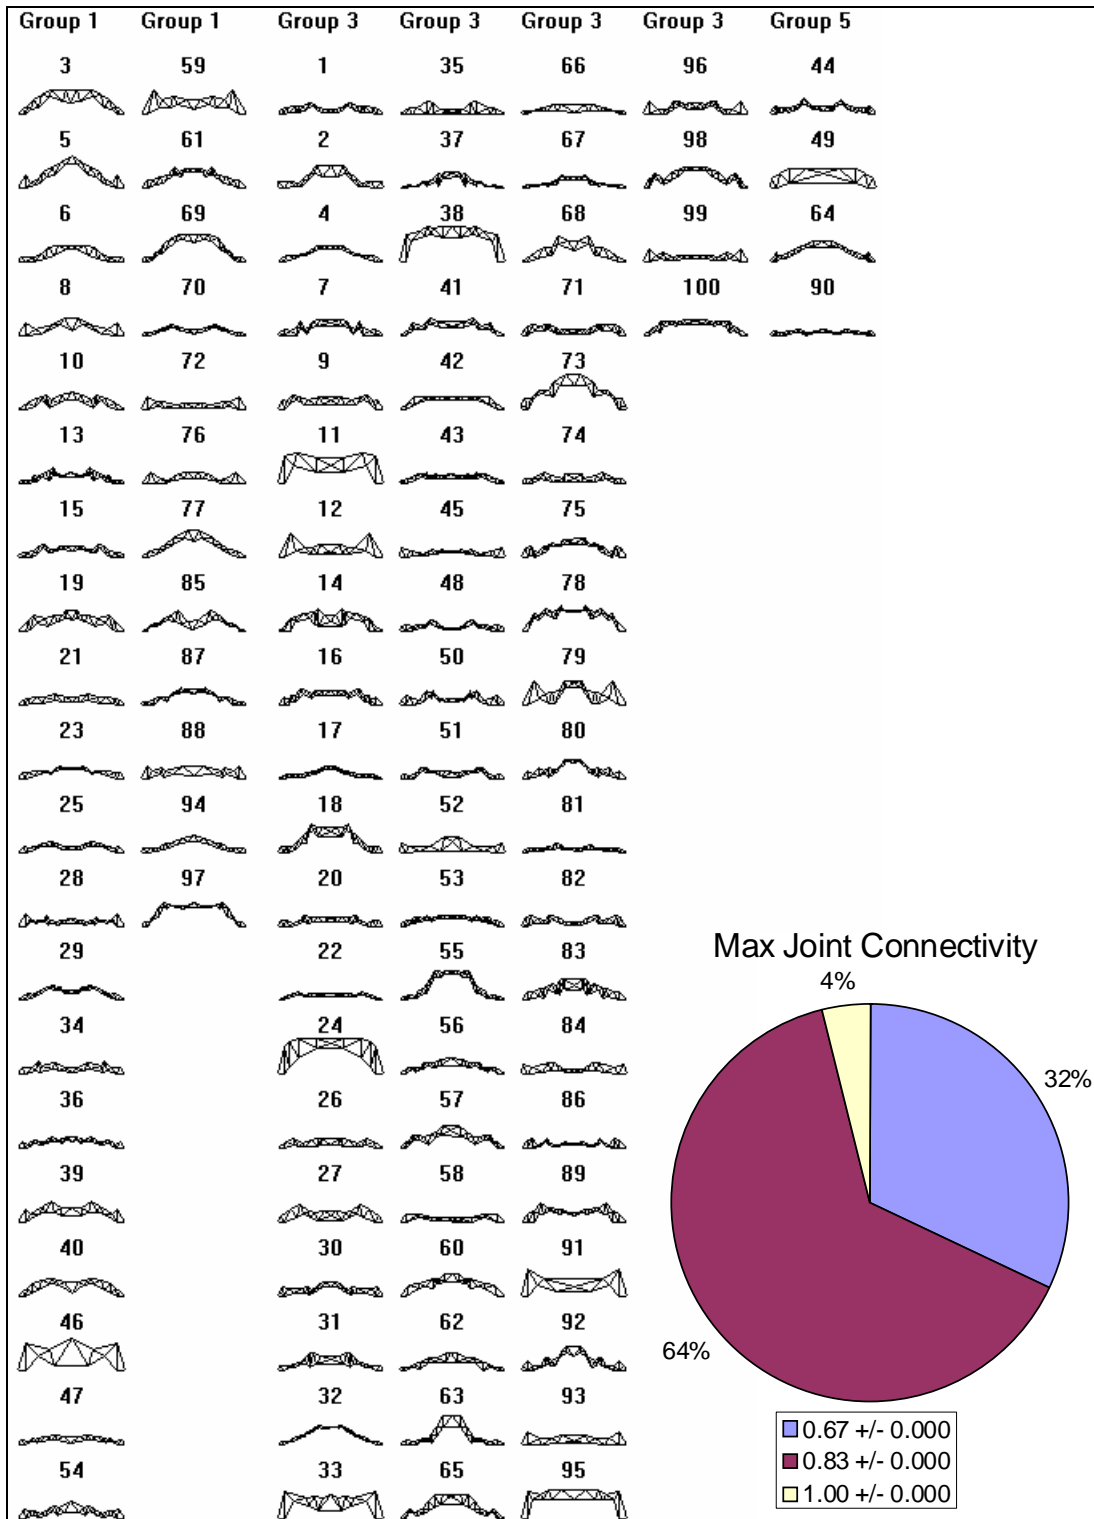 Group 1 Group 1 Group 3 Group 3 Group 3 Group 3 Group 5
3 59 1 35 66 96 44
5 61 2 37 67 98 49
6 69 4 38 68 99 64
8 70 7 41 71 100 90
10 72 9 42 73
13 76 11 43 74
15 77 12 45 75
19 85 14 48 78
21 87 16 50 79
23 88 17 51 80
25 94 18 52 81
28 97 20 53 82
29 22 55 83
34 24 56 84
36 26 57 86
39 27 58 89
40 30 60 91
46 31 62 92
47 32 63 93
54 33 65 95
Max Joint Connectivity
4%
32%
64%
0.67 +/- 0.000
0.83 +/- 0.000
1.00 +/- 0.000